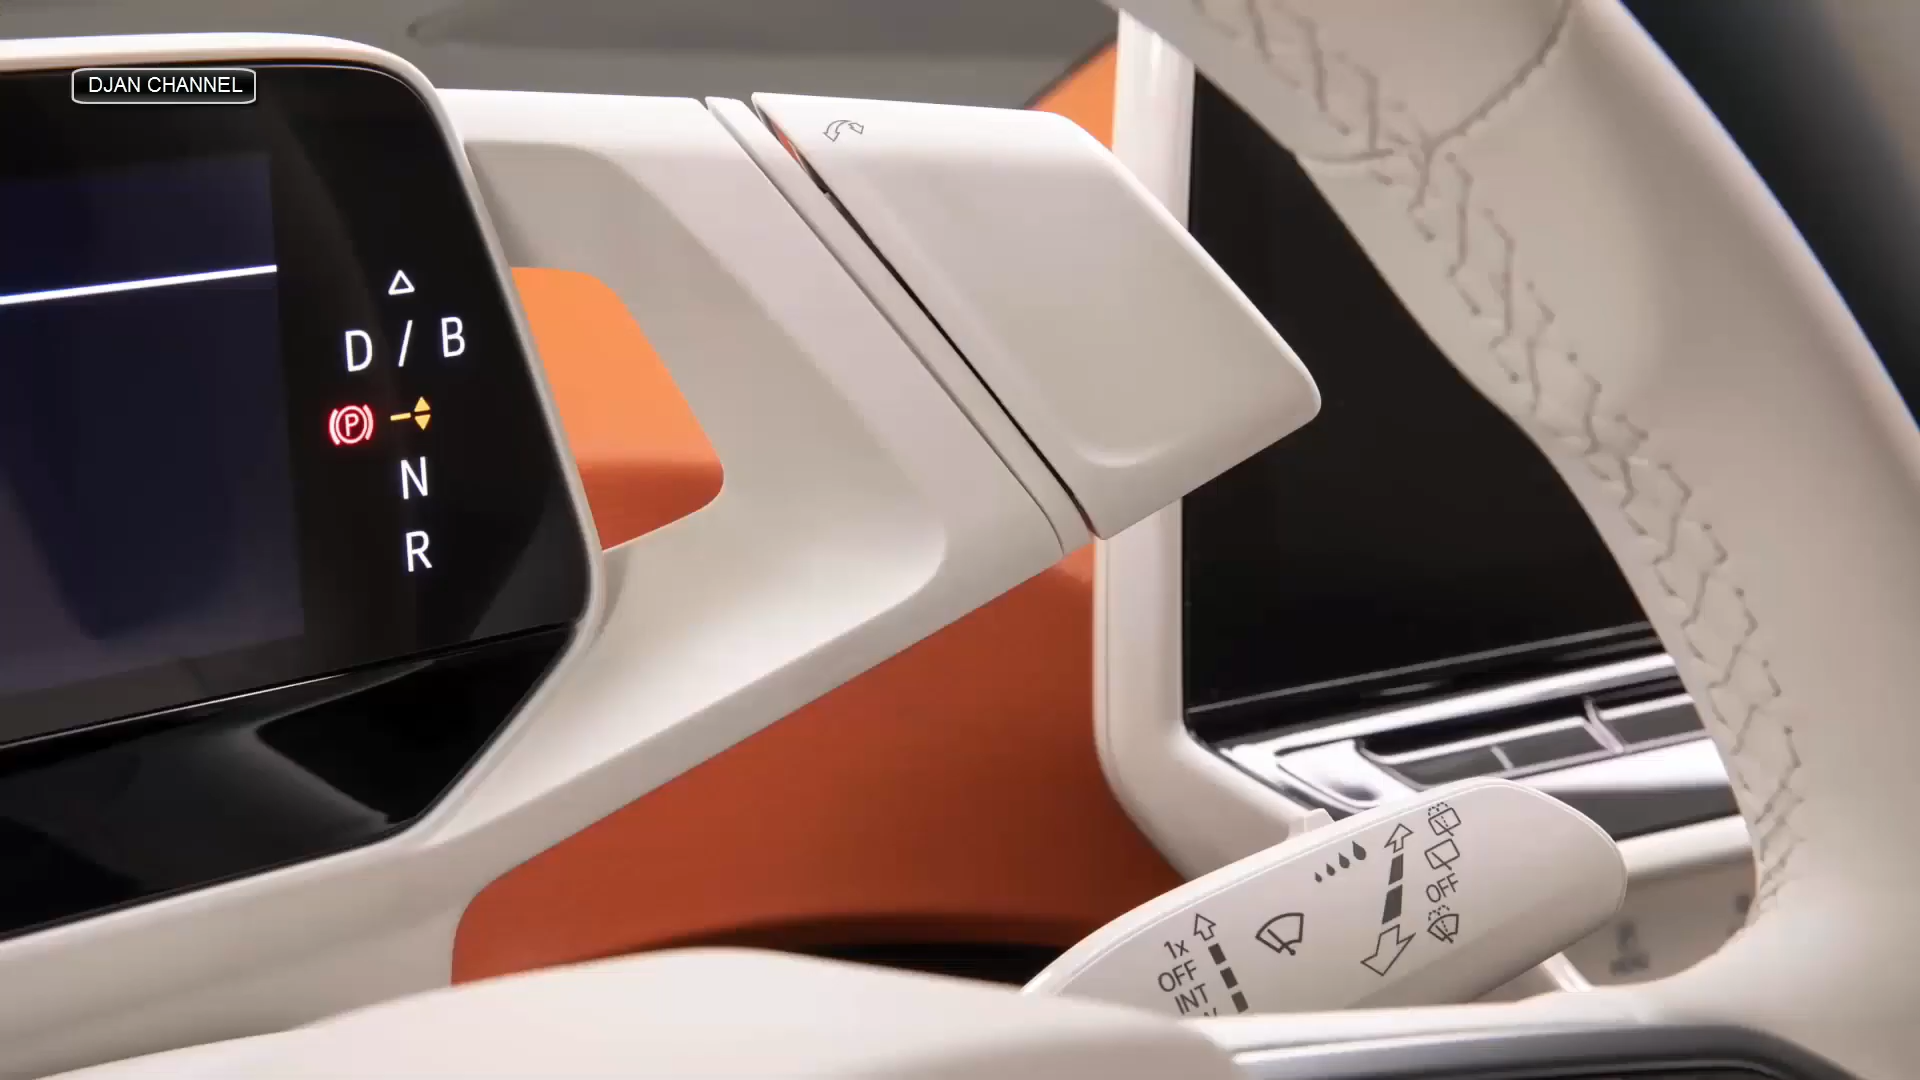 DJAN CHANNEL
D / B
P
N
R
1x
OFF
INT
OFF